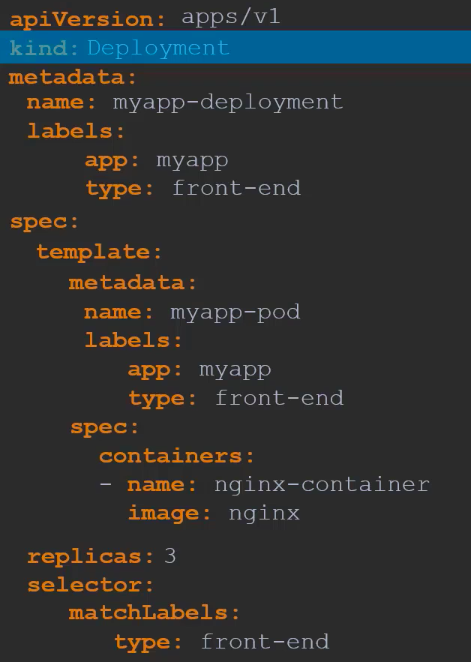 apiVersion: apps/v1
kind: Deployment
metadata:
name: myapp-deployment
labels:
app: myapp
type: front-end
spec:
template:
metadata:
name: myapp-pod
labels:
app: myapp
type: front-end
spec:
containers:
- name: nginx-container
image: nginx
replicas: 3
selector:
matchLabels:
type: front-end